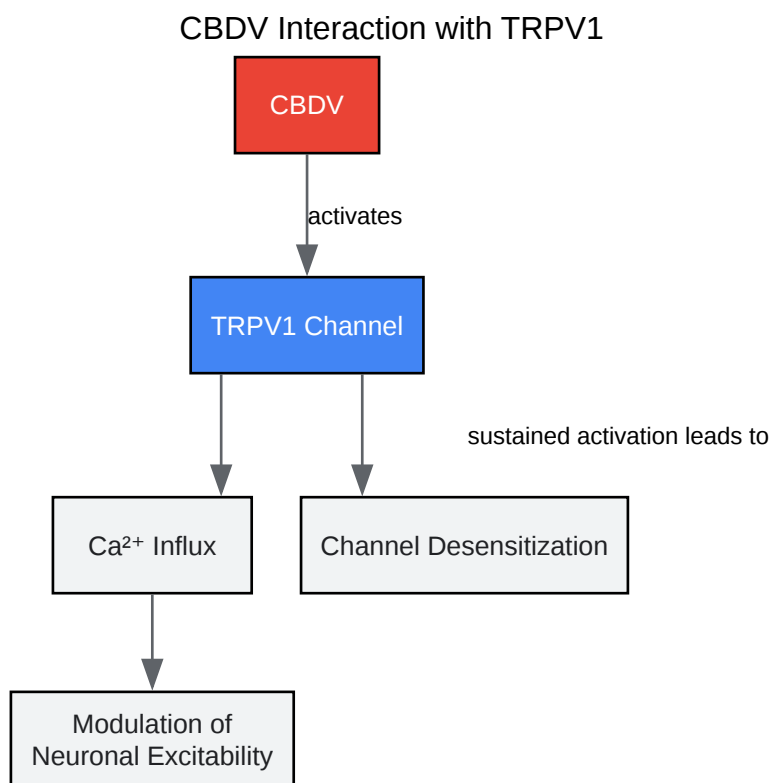 CBDV Interaction with TRPV1
CBDV
activates
TRPV1 Channel
sustained activation leads to
Ca²⁺ Influx
Channel Desensitization
Modulation of
Neuronal Excitability